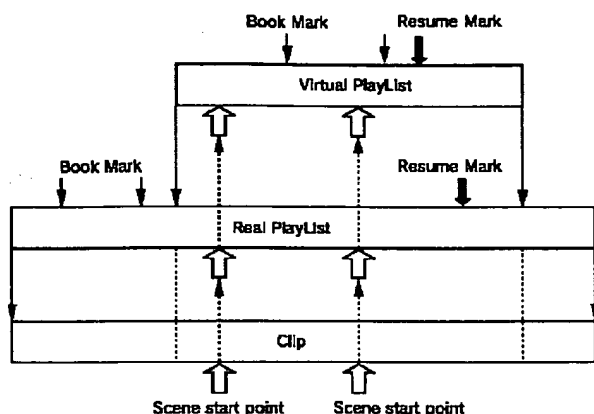 Book Mark Resume Mark
Virtual PlayList
Book Mark Resume Mark
Real PlayList
Clip
Scene start point Scene start point